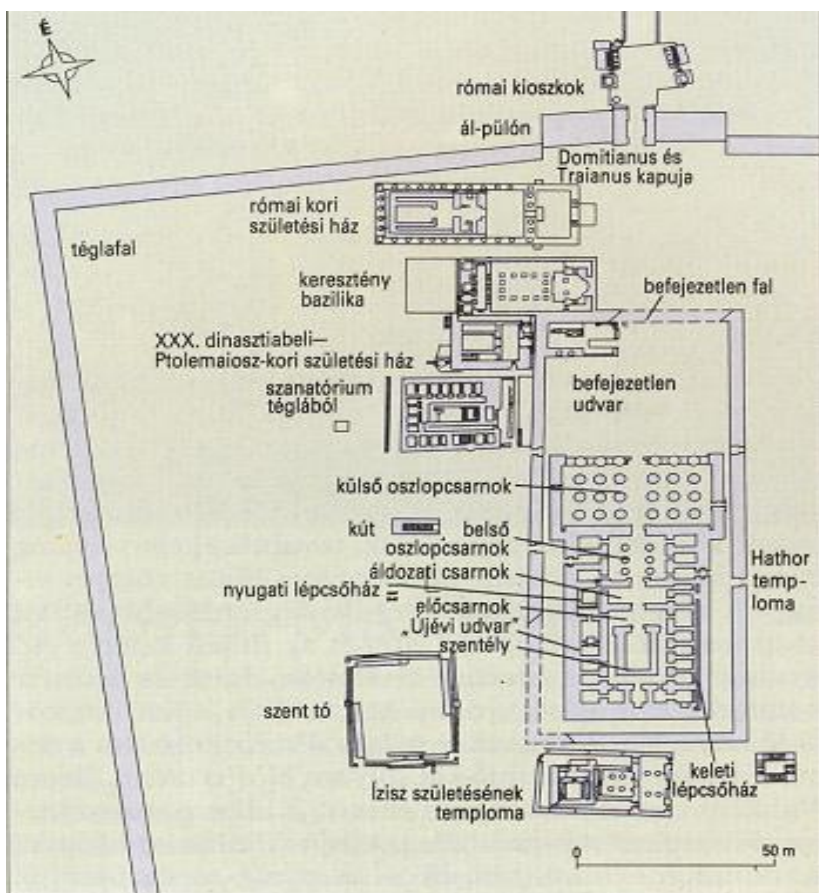 É
római kioszkok
ál-pülón
Domitianus és
Traianus kapuja
római kori
születési ház
téglafal
keresztény
bazilika
befejezetlen fal
XXX. dinasztiabeli—
Ptolemaiosz-kori születési ház
befejezetlen
udvar
szanatórium
téglából
külső oszlopcsarnok
kút
belső
oszlopcsarnok
áldozati csarnok
nyugati lépcsőház
előcsarnok
„Újévi udvar”
szentély
Hathor
temp-
loma
szent tó
keleti
lépcsőház
Ízisz születésének
temploma
0
50 m